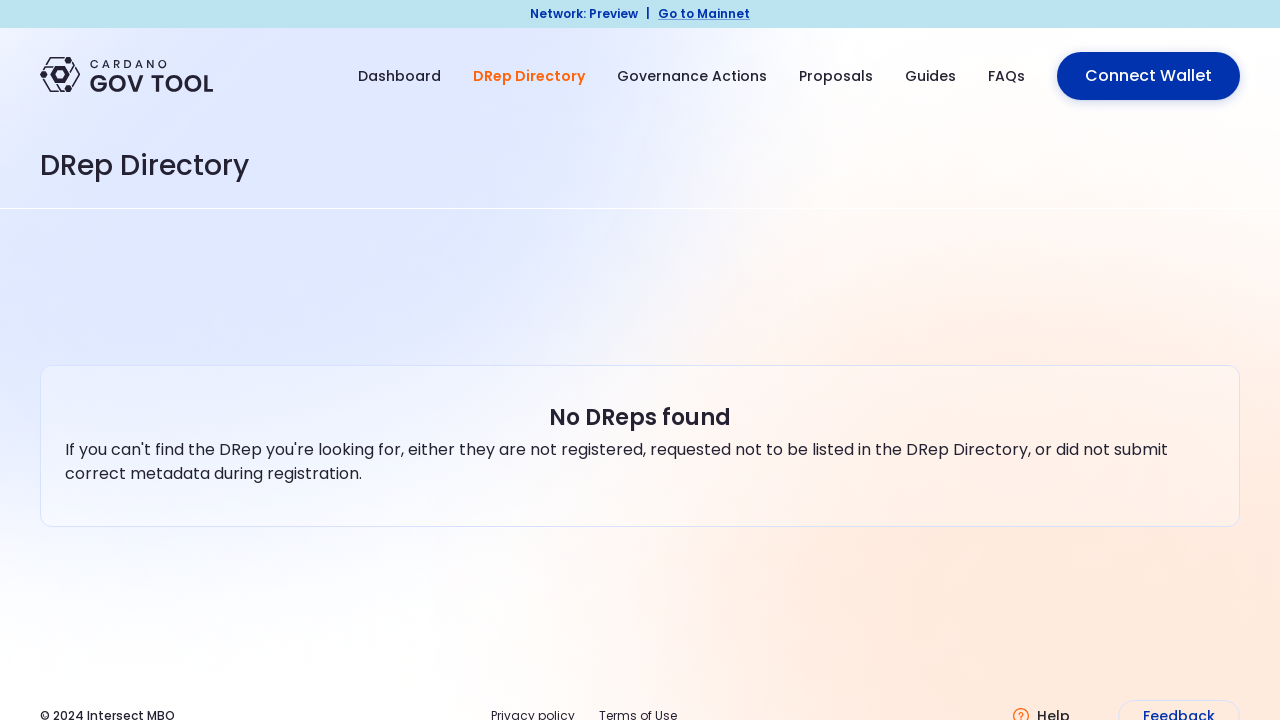 Network: Preview | Go to Mainnet
CARDANO
GOV TOOL
Dashboard DRep Directory Governance Actions Proposals Guides FAQs Connect Wallet
DRep Directory
No DReps found
If you can't find the DRep you're looking for, either they are not registered, requested not to be listed in the DRep Directory, or did not submit
correct metadata during registration.
© 2024 Intersect MBO Privacy policy Terms of Use Help Feedback